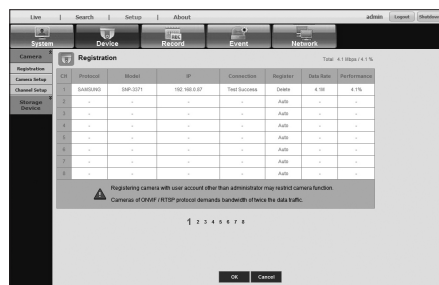 Live | Search | Setup | About admin Logout Shutdown
System Device Record Event Network
Camera
Registration
Camera Setup
Channel Setup
Storage Device
Registration Total 4.1 Mbps / 4.1 %
CH Protocol Model IP Connection Register Data Rate Performance
1 SAMSUNG SNP-3371 192.168.0.87 Test Success Delete 4.1M 4.1%
2 - - - - Auto - -
3 - - - - Auto - -
4 - - - - Auto - -
5 - - - - Auto - -
6 - - - - Auto - -
7 - - - - Auto - -
8 - - - - Auto - -
Registering camera with user account other than administrator may restrict camera function.
Cameras of ONVIF / RTSP protocol demands bandwidth of twice the data traffic.
1 2 3 4 5 6 7 8
OK Cancel